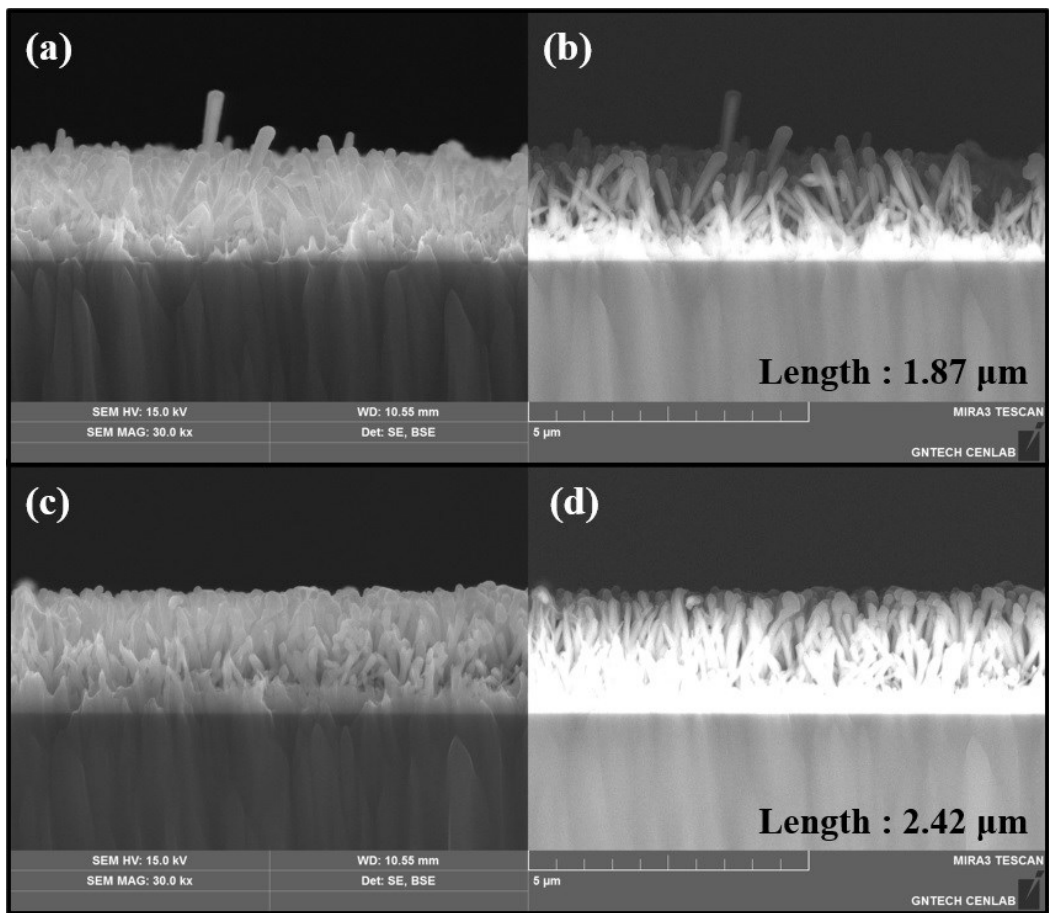 (a)
(b)
Length : 1.87 µm
SEM HV: 15.0 kV
WD: 10.55 mm
MIRA3 TESCAN
SEM MAG: 30.0 kx
Det: SE, BSE
5 µm
GNTECH CENLAB
(c)
(d)
Length : 2.42 µm
SEM HV: 15.0 kV
WD: 10.55 mm
MIRA3 TESCAN
SEM MAG: 30.0 kx
Det: SE, BSE
5 µm
GNTECH CENLAB